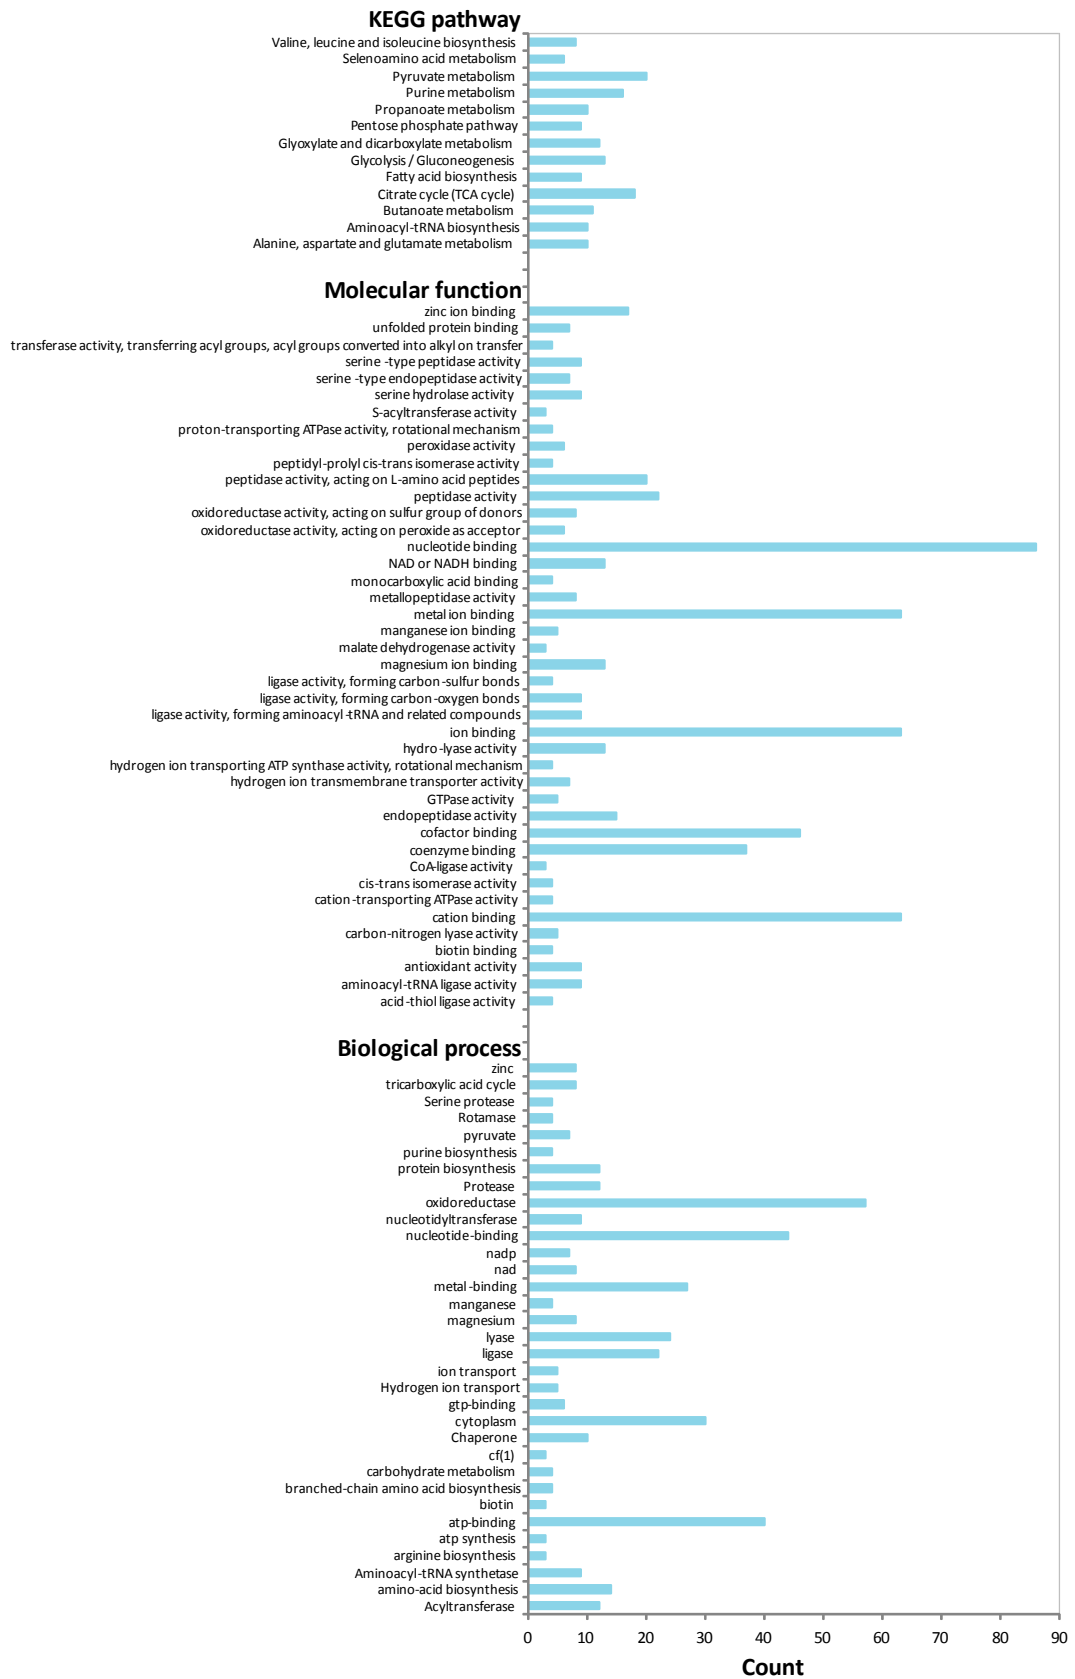 KEGG pathway
Valine, leucine and isoleucine biosynthesis
Selenoamino acid metabolism
Pyruvate metabolism
Purine metabolism
Propanoate metabolism
Pentose phosphate pathway
Glyoxylate and dicarboxylate metabolism
Glycolysis / Gluconeogenesis
Fatty acid biosynthesis
Citrate cycle (TCA cycle)
Butanoate metabolism
Aminoacyl-tRNA biosynthesis
Alanine, aspartate and glutamate metabolism
Molecular function
zinc ion binding
unfolded protein binding
transferase activity, transferring acyl groups, acyl groups converted into alkyl on transfer
serine -type peptidase activity
serine -type endopeptidase activity
serine hydrolase activity
S-acyltransferase activity
proton-transporting ATPase activity, rotational mechanism
peroxidase activity
peptidyl-prolyl cis-trans isomerase activity
peptidase activity, acting on L-amino acid peptides
peptidase activity
oxidoreductase activity, acting on sulfur group of donors
oxidoreductase activity, acting on peroxide as acceptor
nucleotide binding
NAD or NADH binding
monocarboxylic acid binding
metallopeptidase activity
metal ion binding
manganese ion binding
malate dehydrogenase activity
magnesium ion binding
ligase activity, forming carbon-sulfur bonds
ligase activity, forming carbon-oxygen bonds
ligase activity, forming aminoacyl-tRNA and related compounds
ion binding
hydro-lyase activity
hydrogen ion transporting ATP synthase activity, rotational mechanism
hydrogen ion transmembrane transporter activity
GTPase activity
endopeptidase activity
cofactor binding
coenzyme binding
CoA-ligase activity
cis-trans isomerase activity
cation-transporting ATPase activity
cation binding
carbon-nitrogen lyase activity
biotin binding
antioxidant activity
aminoacyl-tRNA ligase activity
acid-thiol ligase activity
Biological process
zinc
tricarboxylic acid cycle
Serine protease
Rotamase
pyruvate
purine biosynthesis
protein biosynthesis
Protease
oxidoreductase
nucleotidyltransferase
nucleotide-binding
nadp
nad
metal-binding
manganese
magnesium
lyase
ligase
ion transport
Hydrogen ion transport
gtp-binding
cytoplasm
Chaperone
cf(1)
carbohydrate metabolism
branched-chain amino acid biosynthesis
biotin
atp-binding
atp synthesis
arginine biosynthesis
Aminoacyl-tRNA synthetase
amino-acid biosynthesis
Acyltransferase
0 10 20 30 40 50 60 70 80 90
Count